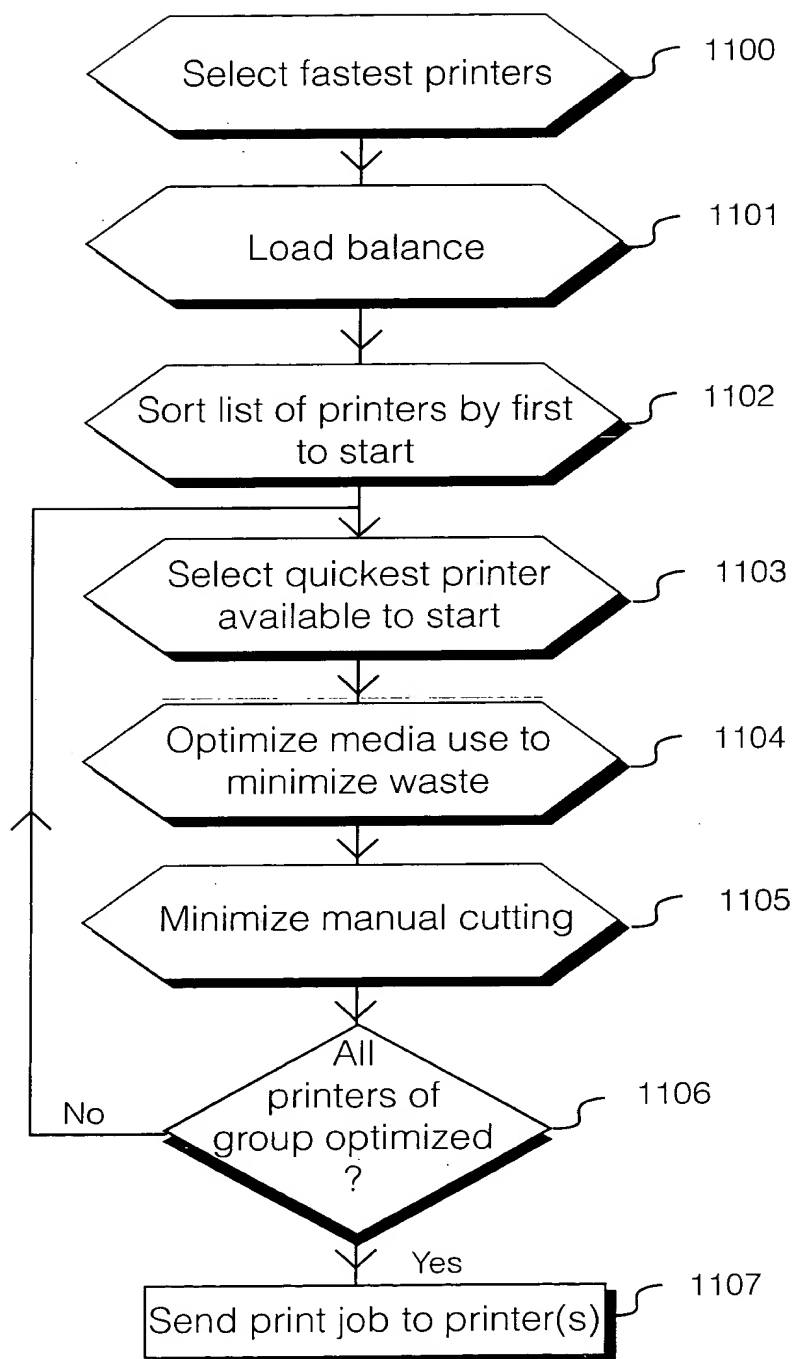 Select fastest printers
1100
Load balance
1101
Sort list of printers by first
to start
1102
Select quickest printer
available to start
1103
Optimize media use to
minimize waste
1104
Minimize manual cutting
1105
All
printers of
group optimized
?
1106
No
Yes
Send print job to printer(s)
1107